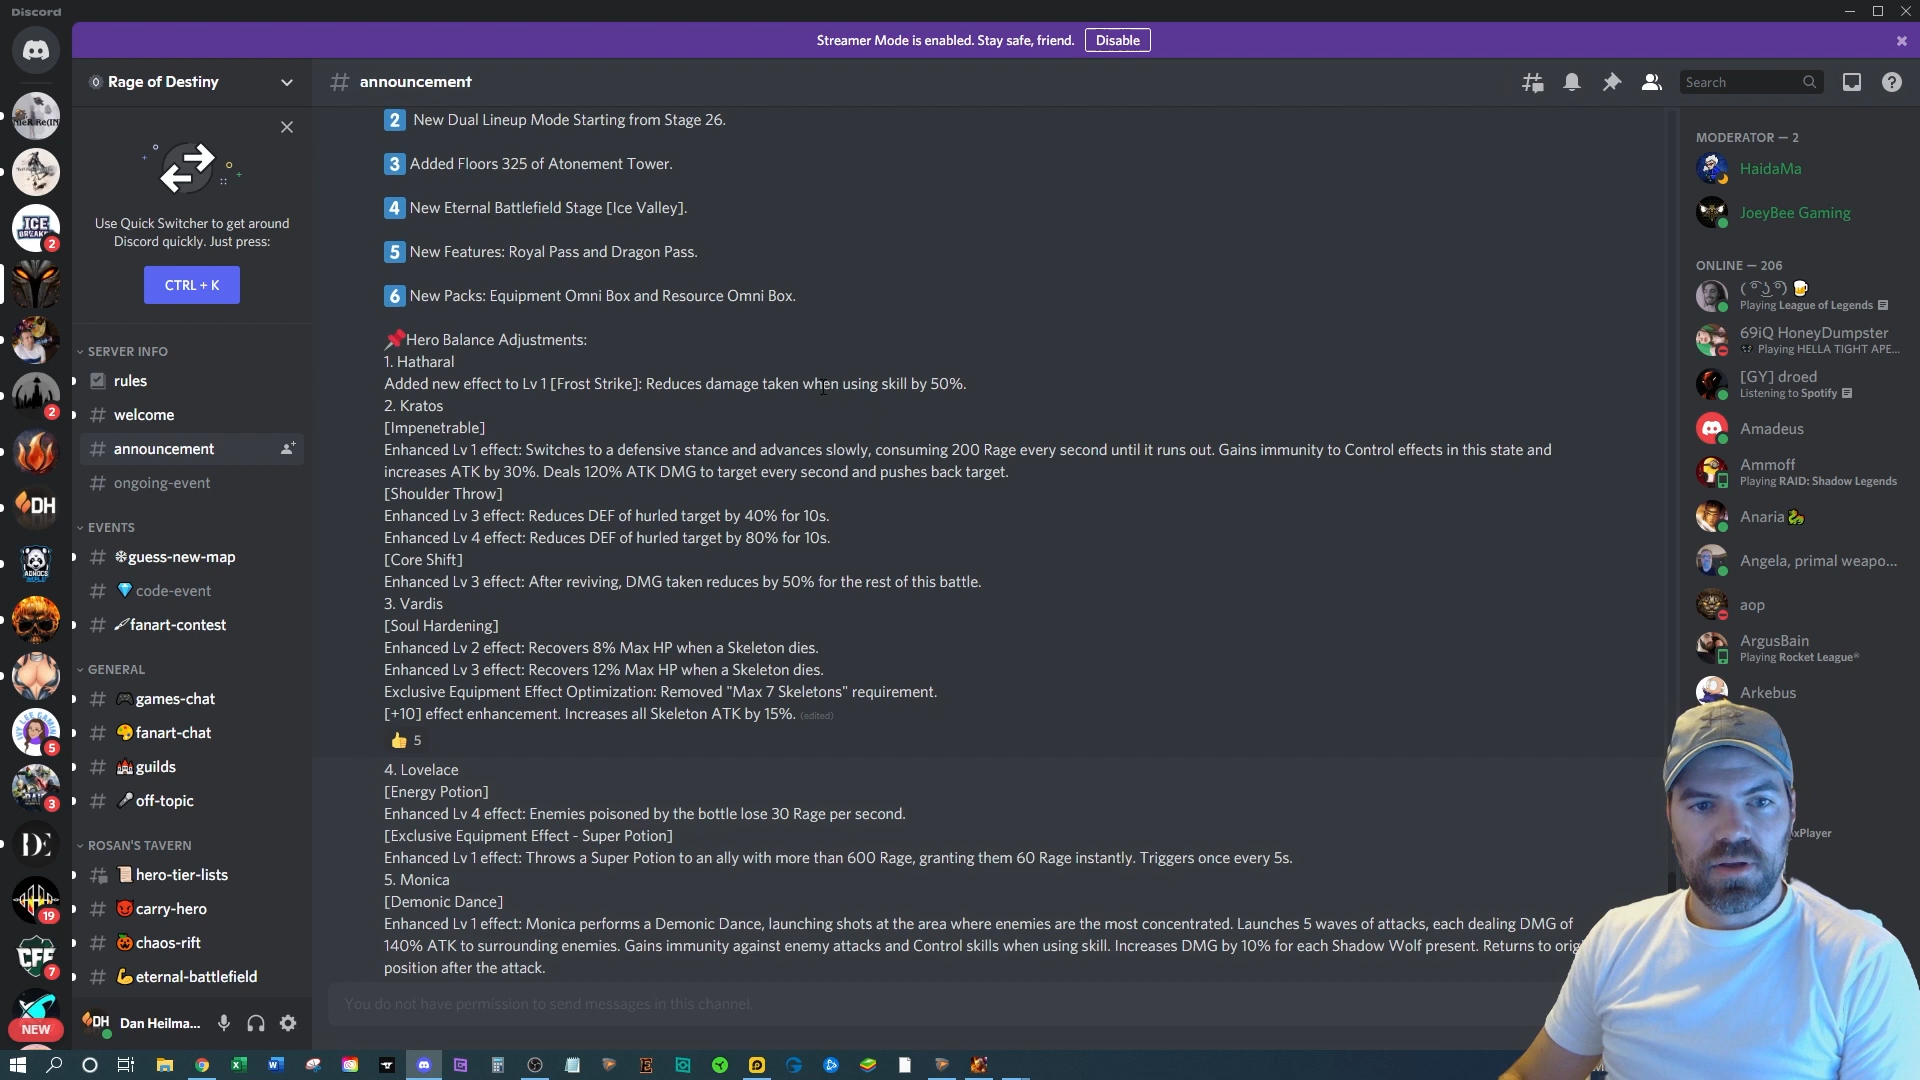 Discord
Streamer Mode is enabled. Stay safe, friend. Disable
Rage of Destiny
announcement
Search
Use Quick Switcher to get around
Discord quickly. Just press:
CTRL + K
SERVER INFO
rules
welcome
announcement
ongoing-event
EVENTS
❄guess-new-map
💎code-event
🖌fanart-contest
GENERAL
🎮games-chat
🎨fanart-chat
🏰guilds
🎤off-topic
ROSAN'S TAVERN
📜hero-tier-lists
😈carry-hero
🎃chaos-rift
💪eternal-battlefield
Dan Heilma...
2 New Dual Lineup Mode Starting from Stage 26.
3 Added Floors 325 of Atonement Tower.
4 New Eternal Battlefield Stage [Ice Valley].
5 New Features: Royal Pass and Dragon Pass.
6 New Packs: Equipment Omni Box and Resource Omni Box.
📌Hero Balance Adjustments:
1. Hatharal
Added new effect to Lv 1 [Frost Strike]: Reduces damage taken when using skill by 50%.
2. Kratos
[Impenetrable]
Enhanced Lv 1 effect: Switches to a defensive stance and advances slowly, consuming 200 Rage every second until it runs out. Gains immunity to Control effects in this state and
increases ATK by 30%. Deals 120% ATK DMG to target every second and pushes back target.
[Shoulder Throw]
Enhanced Lv 3 effect: Reduces DEF of hurled target by 40% for 10s.
Enhanced Lv 4 effect: Reduces DEF of hurled target by 80% for 10s.
[Core Shift]
Enhanced Lv 3 effect: After reviving, DMG taken reduces by 50% for the rest of this battle.
3. Vardis
[Soul Hardening]
Enhanced Lv 2 effect: Recovers 8% Max HP when a Skeleton dies.
Enhanced Lv 3 effect: Recovers 12% Max HP when a Skeleton dies.
Exclusive Equipment Effect Optimization: Removed "Max 7 Skeletons" requirement.
[+10] effect enhancement. Increases all Skeleton ATK by 15%. (edited)
👍 5
4. Lovelace
[Energy Potion]
Enhanced Lv 4 effect: Enemies poisoned by the bottle lose 30 Rage per second.
[Exclusive Equipment Effect - Super Potion]
Enhanced Lv 1 effect: Throws a Super Potion to an ally with more than 600 Rage, granting them 60 Rage instantly. Triggers once every 5s.
5. Monica
[Demonic Dance]
Enhanced Lv 1 effect: Monica performs a Demonic Dance, launching shots at the area where enemies are the most concentrated. Launches 5 waves of attacks, each dealing DMG of
140% ATK to surrounding enemies. Gains immunity against enemy attacks and Control skills when using skill. Increases DMG by 10% for each Shadow Wolf present. Returns to orig
position after the attack.
You do not have permission to send messages in this channel.
MODERATOR — 2
HaidaMa
JoeyBee Gaming
ONLINE — 206
( ͡° ͜ʖ ͡°) 🍺
Playing League of Legends
69iQ HoneyDumpster
Playing HELLA TIGHT APE...
[GY] droed
Listening to Spotify
Amadeus
Ammoff
Playing RAID: Shadow Legends
Anaria🐍
Angela, primal weapo...
aop
ArgusBain
Playing Rocket League®
Arkebus
xPlayer
ICE
2
2
DH
5
3
DE
19
CFE
7
NEW
DH